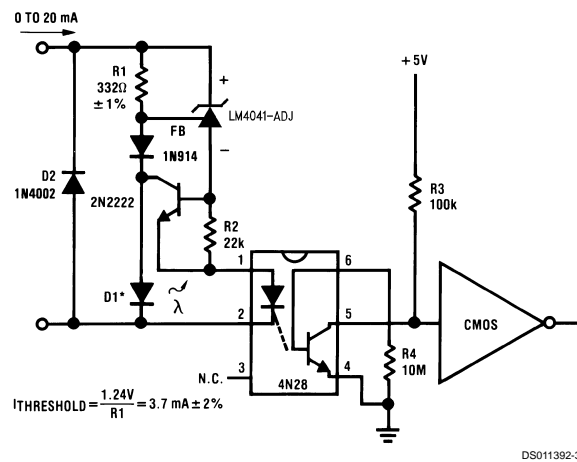 0 TO 20 mA
R1
332Ω
±1%
+
LM4041-ADJ
FB
−
1N914
+5V
D2
1N4002
2N2222
R2
22k
R3
100k
D1*
λ
1
6
2
5
3
4
N.C.
4N28
CMOS
R4
10M
ITHRESHOLD = 1.24V / R1 = 3.7 mA ± 2%
DS011392-3